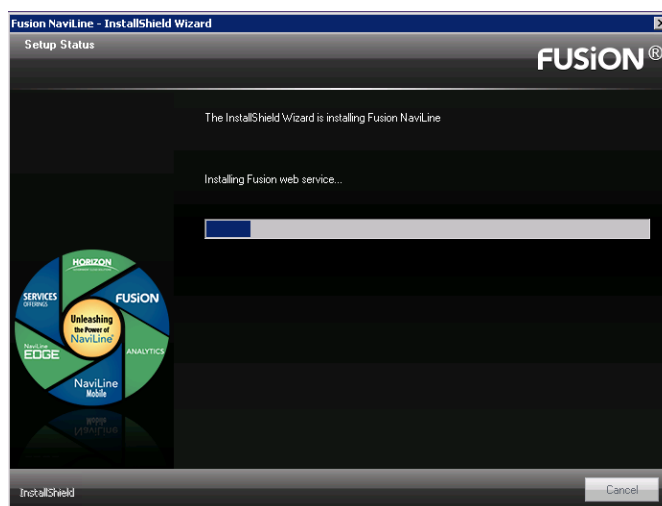 Fusion NaviLine - InstallShield Wizard
Setup Status
FUSiON®
The InstallShield Wizard is installing Fusion NaviLine
Installing Fusion web service...
HORIZON
SERVICES
OFFERINGS
FUSiON
Unleashing
the Power of
NaviLine
NaviLine
EDGE
ANALYTICS
NaviLine
Mobile
InstallShield
Cancel